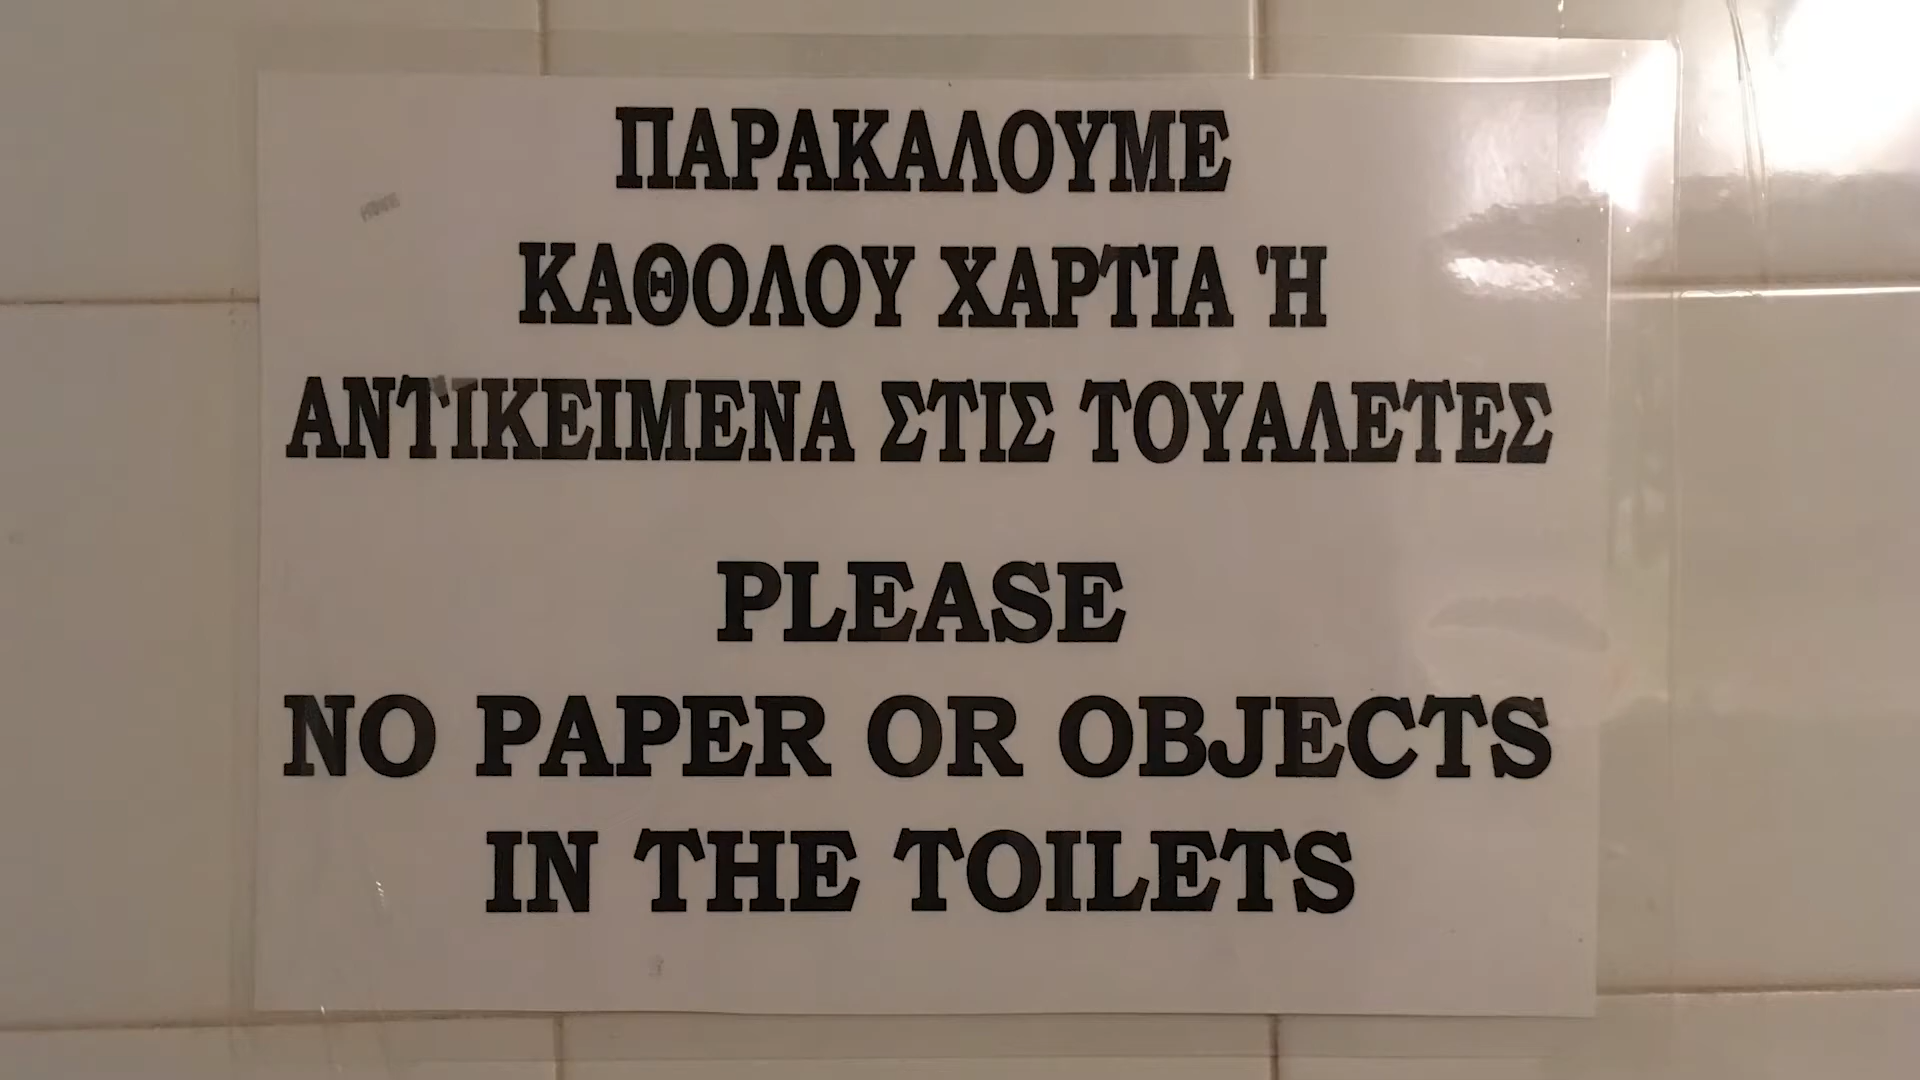 ΠΑΡΑΚΑΛΟΥΜΕ
ΚΑΘΟΛΟΥ ΧΑΡΤΙΑ Ή
ΑΝΤΙΚΕΙΜΕΝΑ ΣΤΙΣ ΤΟΥΑΛΕΤΕΣ
PLEASE
NO PAPER OR OBJECTS
IN THE TOILETS